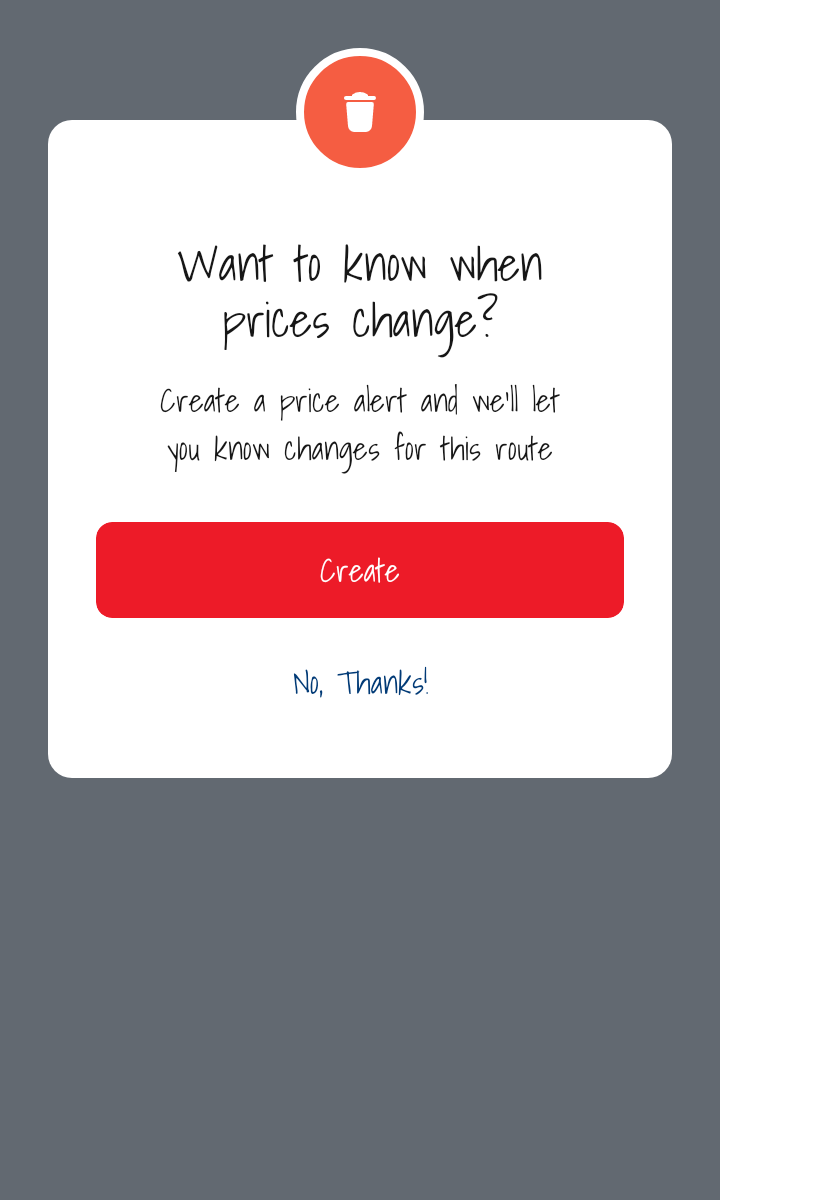 Want to know when
prices change?
Create a price alert and we'll let
you know changes for this route
Create
No, Thanks!